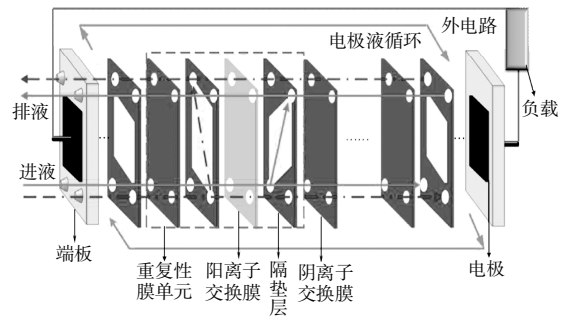 外电路
电极液循环
负载
排液
进液
……
端板
重复性
膜单元
阳离子
交换膜
隔
垫
层
阴离子
交换膜
电极